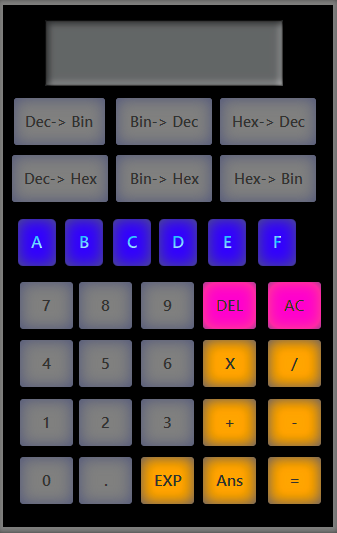 Dec-> Bin Bin-> Dec Hex-> Dec
Dec-> Hex Bin-> Hex Hex-> Bin
A B C D E F
7 8 9 DEL AC
4 5 6 X /
1 2 3 + -
0 . EXP Ans =